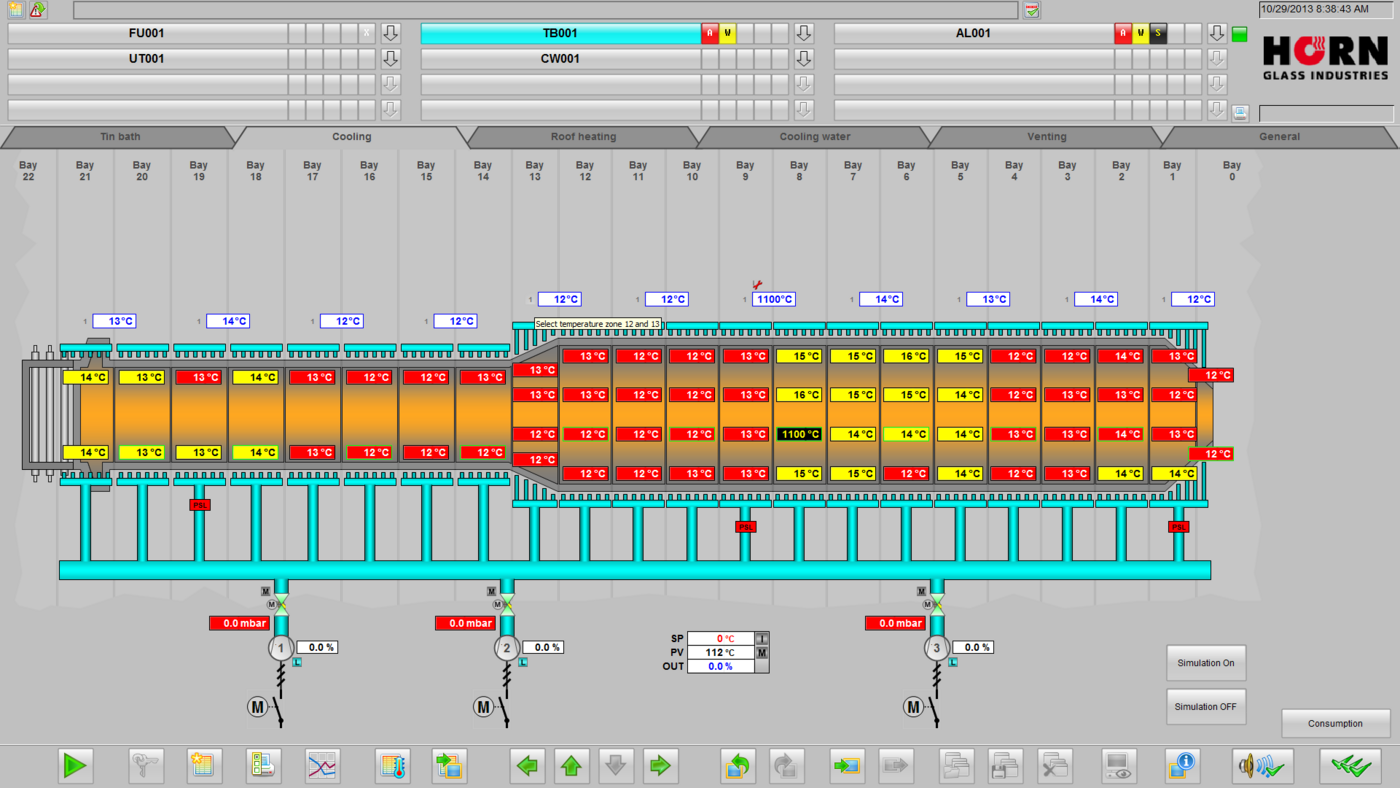 10/29/2013 8:38:43 AM
FU001 X TB001 A W AL001 A W S
UT001 CW001
HORN
GLASS INDUSTRIES
Tin bath Cooling Roof heating Cooling water Venting General
Bay Bay Bay Bay Bay Bay Bay Bay Bay Bay Bay Bay Bay Bay Bay Bay Bay Bay Bay Bay Bay Bay Bay
22 21 20 19 18 17 16 15 14 13 12 11 10 9 8 7 6 5 4 3 2 1 0
1 12°C 1 12°C 1 1100°C 1 14°C 1 13°C 1 14°C 1 12°C
1 13°C 1 14°C 1 12°C 1 12°C
Select temperature zone 12 and 13
13 °C 12 °C 12 °C 13 °C 15 °C 15 °C 16 °C 15 °C 12 °C 12 °C 14 °C 13 °C
13 °C 12 °C
14 °C 13 °C 13 °C 14 °C 13 °C 12 °C 12 °C 13 °C
13 °C 13 °C 12 °C 12 °C 13 °C 16 °C 15 °C 15 °C 14 °C 12 °C 13 °C 13 °C 12 °C
12 °C 12 °C 12 °C 12 °C 13 °C 1100 °C 14 °C 14 °C 14 °C 13 °C 13 °C 14 °C 13 °C
14 °C 13 °C 13 °C 14 °C 13 °C 12 °C 12 °C 12 °C 12 °C 12 °C
12 °C 12 °C 12 °C 13 °C 15 °C 15 °C 12 °C 14 °C 12 °C 13 °C 14 °C 14 °C
PSL
PSL PSL
M M M
M M M
0.0 mbar 0.0 mbar 0.0 mbar
SP 0 °C I
1 0.0 % 2 0.0 % PV 112 °C M 3 0.0 %
L L OUT 0.0 % L
Simulation On
M M M Simulation OFF
Consumption